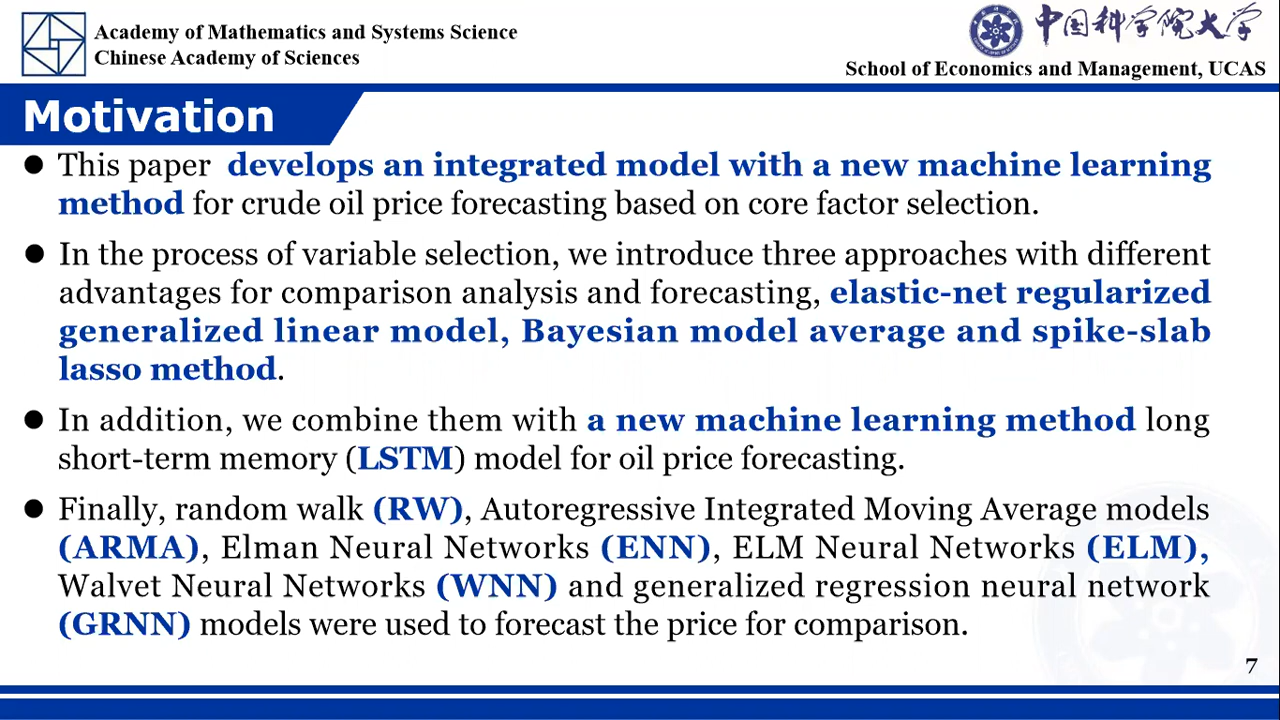 Academy of Mathematics and Systems Science
Chinese Academy of Sciences
中国科学院大学
School of Economics and Management, UCAS
Motivation
● This paper develops an integrated model with a new machine learning
method for crude oil price forecasting based on core factor selection.
● In the process of variable selection, we introduce three approaches with different
advantages for comparison analysis and forecasting, elastic-net regularized
generalized linear model, Bayesian model average and spike-slab
lasso method.
● In addition, we combine them with a new machine learning method long
short-term memory (LSTM) model for oil price forecasting.
● Finally, random walk (RW), Autoregressive Integrated Moving Average models
(ARMA), Elman Neural Networks (ENN), ELM Neural Networks (ELM),
Walvet Neural Networks (WNN) and generalized regression neural network
(GRNN) models were used to forecast the price for comparison.
7